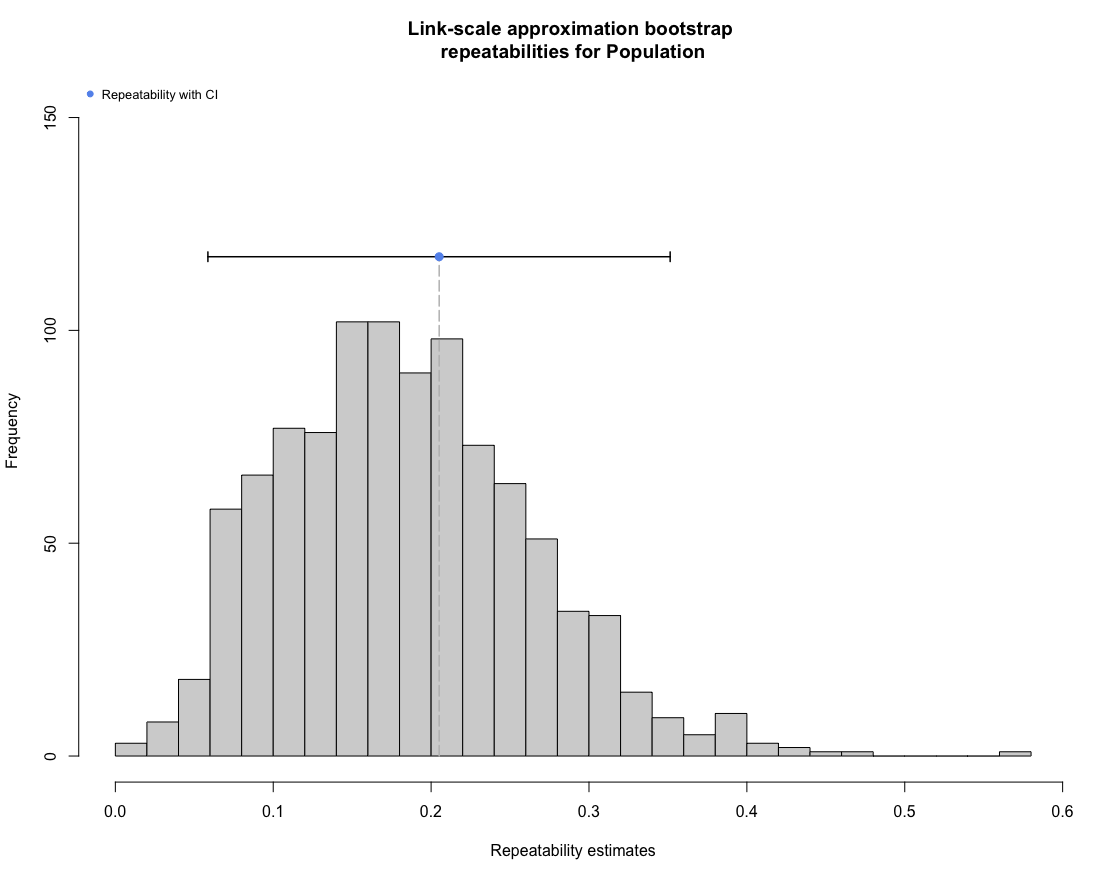 Link-scale approximation bootstrap
repeatabilities for Population
Repeatability with CI
150
100
50
0
Frequency
0.0 0.1 0.2 0.3 0.4 0.5 0.6
Repeatability estimates